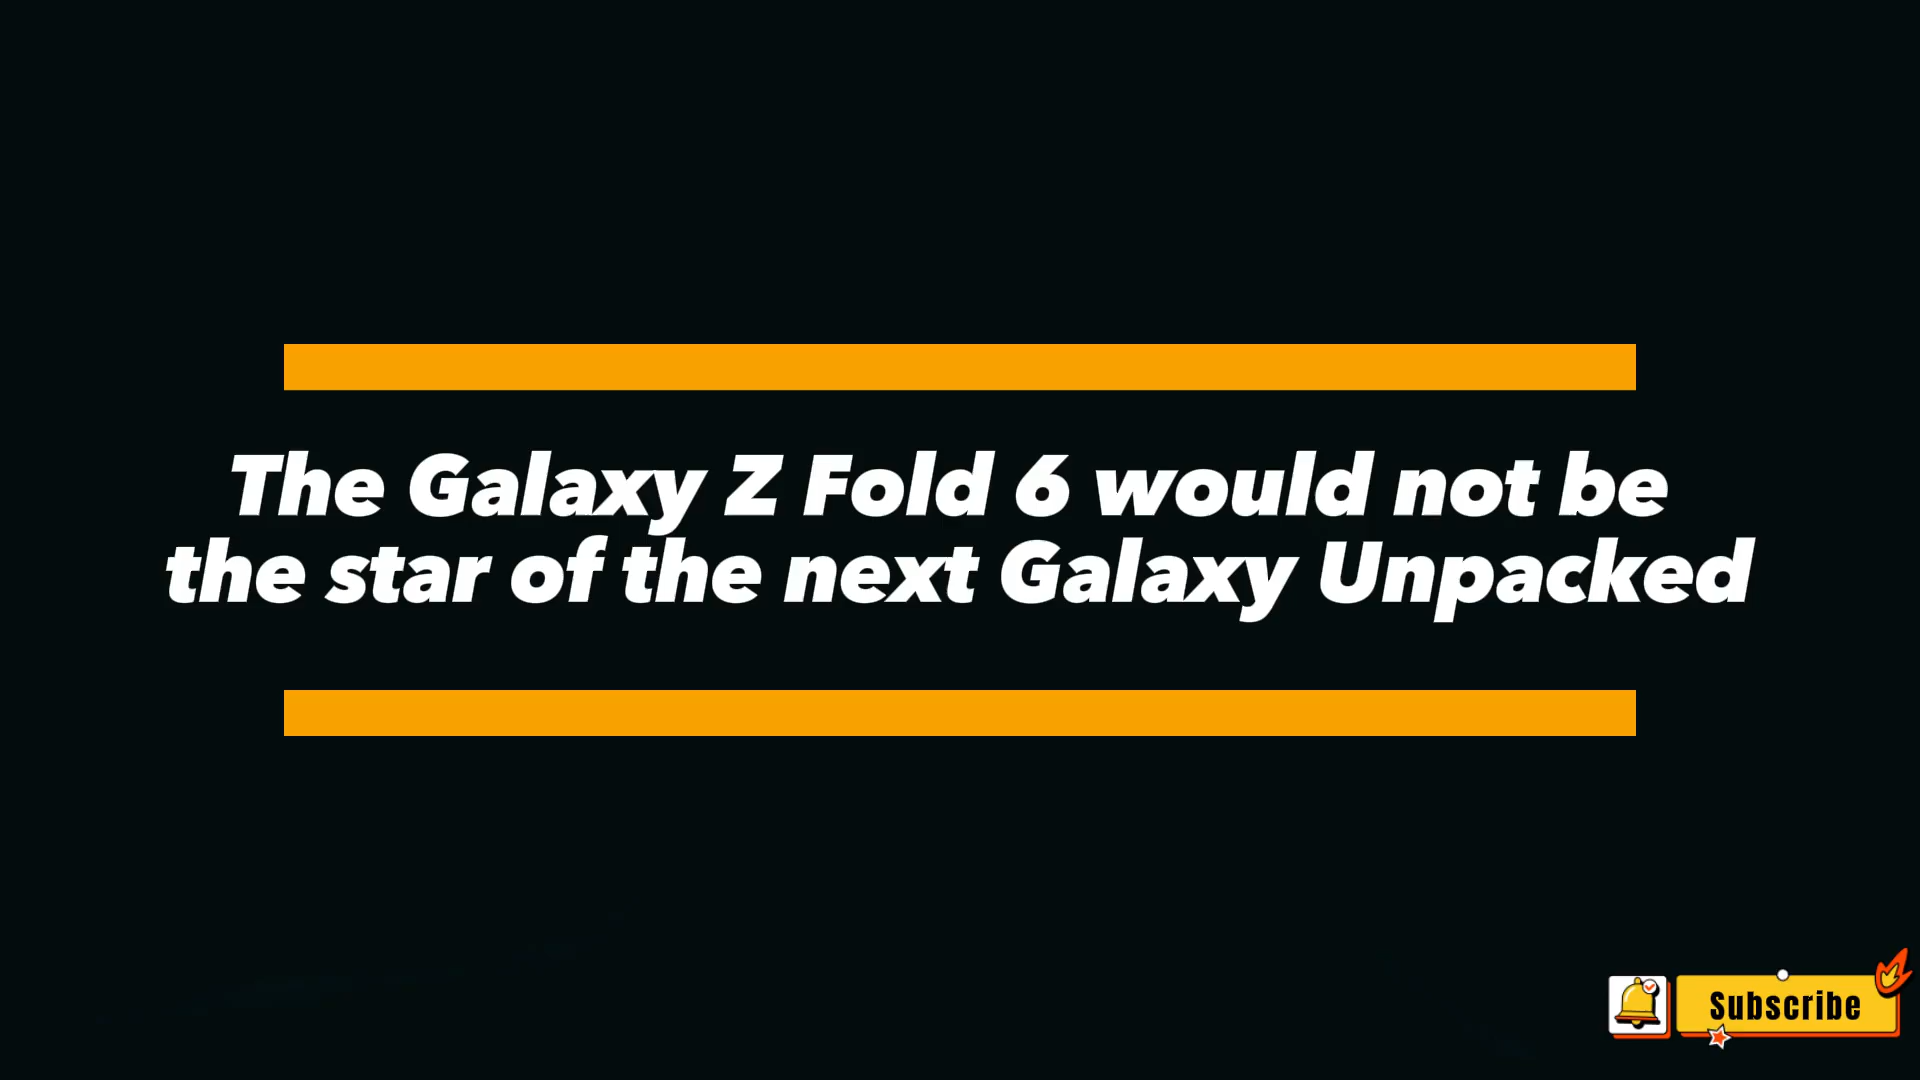 The Galaxy Z Fold 6 would not be
the star of the next Galaxy Unpacked
Subscribe